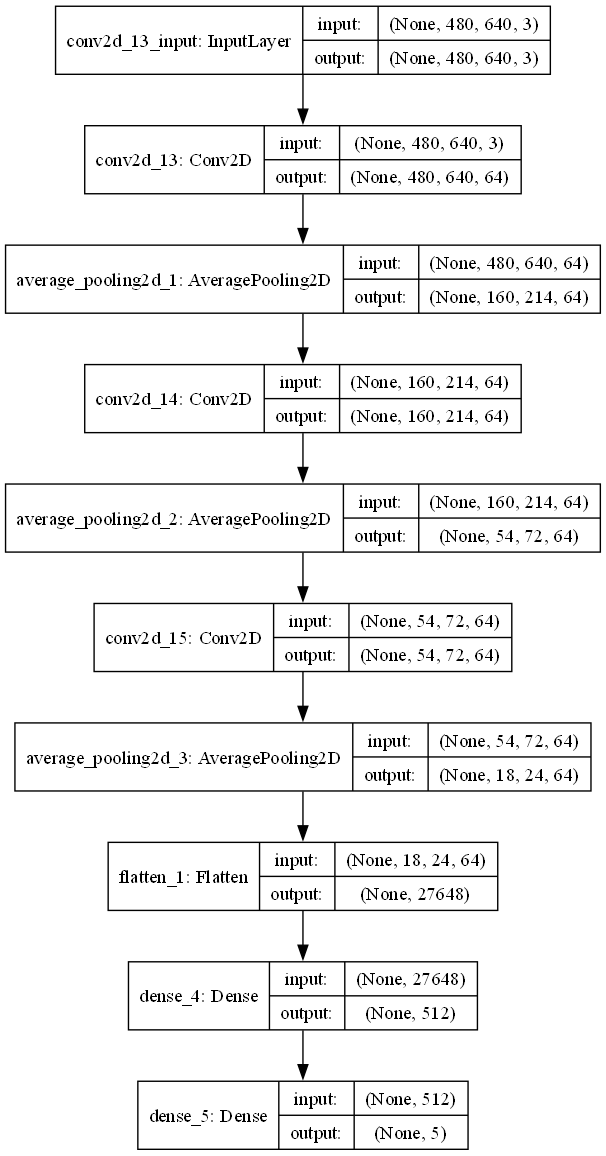 conv2d_13_input: InputLayer
input:
(None, 480, 640, 3)
output:
(None, 480, 640, 3)
conv2d_13: Conv2D
input:
(None, 480, 640, 3)
output:
(None, 480, 640, 64)
average_pooling2d_1: AveragePooling2D
input:
(None, 480, 640, 64)
output:
(None, 160, 214, 64)
conv2d_14: Conv2D
input:
(None, 160, 214, 64)
output:
(None, 160, 214, 64)
average_pooling2d_2: AveragePooling2D
input:
(None, 160, 214, 64)
output:
(None, 54, 72, 64)
conv2d_15: Conv2D
input:
(None, 54, 72, 64)
output:
(None, 54, 72, 64)
average_pooling2d_3: AveragePooling2D
input:
(None, 54, 72, 64)
output:
(None, 18, 24, 64)
flatten_1: Flatten
input:
(None, 18, 24, 64)
output:
(None, 27648)
dense_4: Dense
input:
(None, 27648)
output:
(None, 512)
dense_5: Dense
input:
(None, 512)
output:
(None, 5)